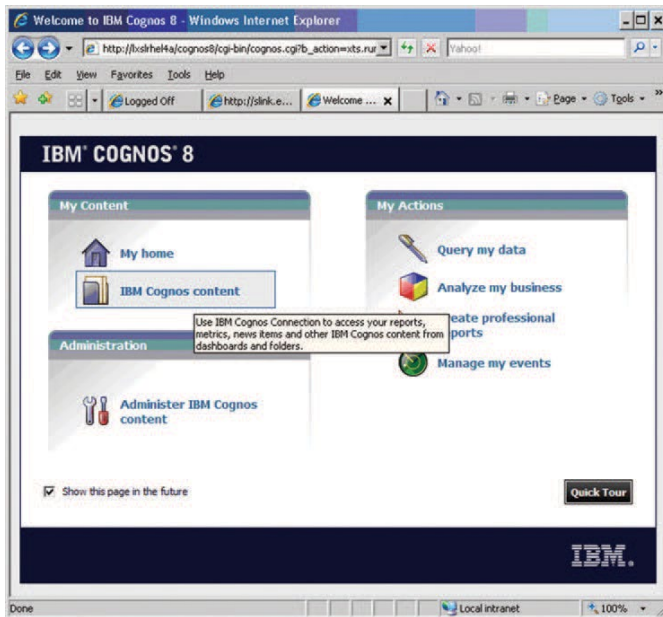 Welcome to IBM Cognos 8 - Windows Internet Explorer
http://lxslrhel4a/cognos8/cgi-bin/cognos.cgi?b_action=xts.rur
Yahoo!
File Edit View Favorites Tools Help
Logged Off
http://slink.e...
Welcome ...
Page
Tools
IBM® COGNOS® 8
My Content
My home
IBM Cognos content
Use IBM Cognos Connection to access your reports,
metrics, news items and other IBM Cognos content from
dashboards and folders.
Administration
Administer IBM Cognos
content
My Actions
Query my data
Analyze my business
eate professional
ports
Manage my events
Show this page in the future
Quick Tour
IBM.
Done
Local intranet
100%